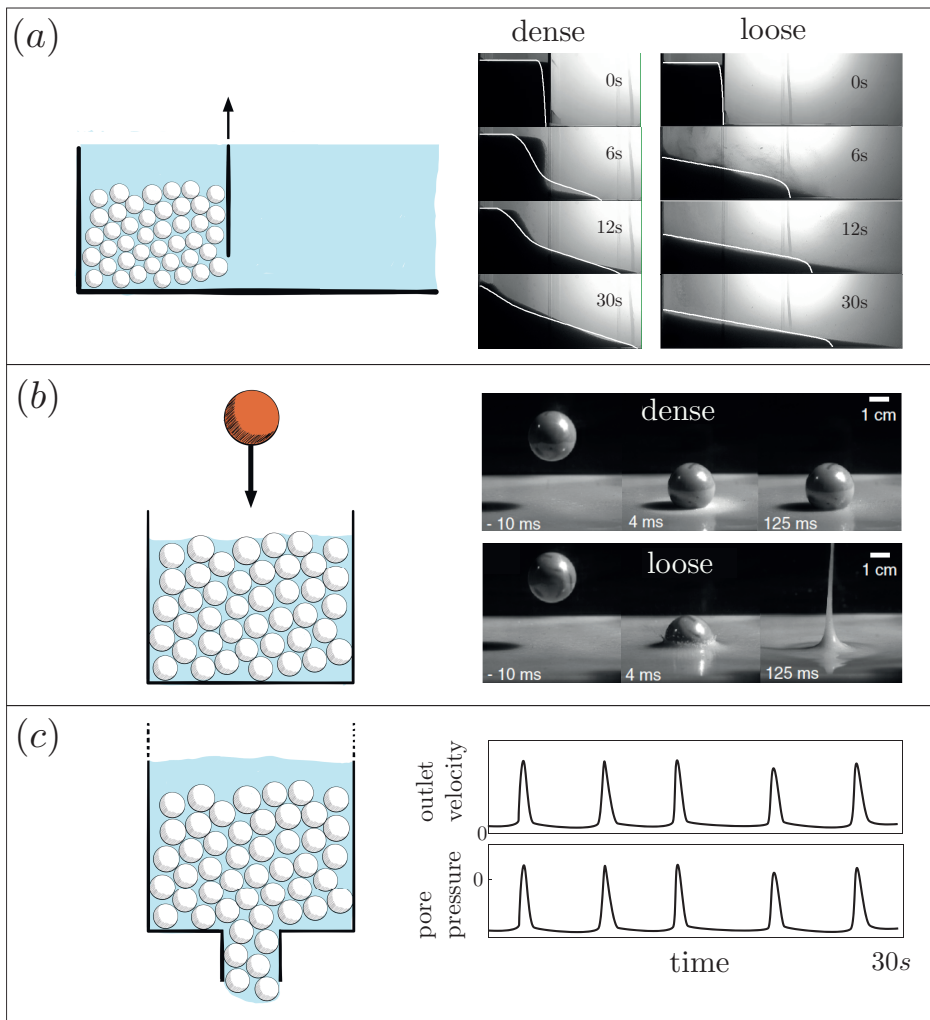 (a)
dense
loose
0s
0s
6s
6s
12s
12s
30s
30s
(b)
dense
1 cm
- 10 ms
4 ms
125 ms
loose
1 cm
- 10 ms
4 ms
125 ms
(c)
outlet
velocity
0
pore
pressure
0
time
30s